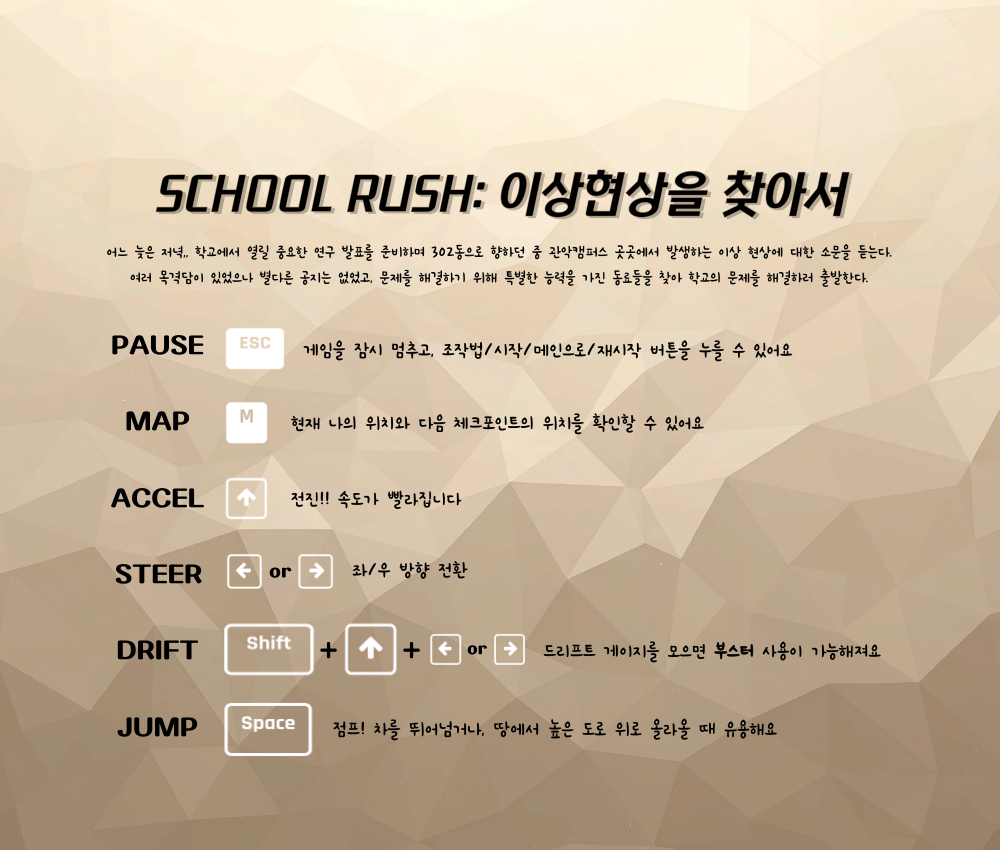 SCHOOL RUSH: 이상현상을 찾아서
어느 늦은 저녁,, 학교에서 열릴 중요한 연구 발표를 준비하며 302동으로 향하던 중 관악캠퍼스 곳곳에서 발생하는 이상 현상에 대한 소문을 듣는다.
여러 목격담이 있었으나 별다른 공지는 없었고, 문제를 해결하기 위해 특별한 능력을 가진 동료들을 찾아 학교의 문제를 해결하러 출발한다.
PAUSE ESC 게임을 잠시 멈추고, 조작법/시작/메인으로/재시작 버튼을 누를 수 있어요
MAP M 현재 나의 위치와 다음 체크포인트의 위치를 확인할 수 있어요
ACCEL ↑ 전진!! 속도가 빨라집니다
STEER ← or → 좌/우 방향 전환
DRIFT Shift + ↑ + ← or → 드리프트 게이지를 모으면 부스터 사용이 가능해져요
JUMP Space 점프! 차를 뛰어넘거나, 땅에서 높은 도로 위로 올라올 때 유용해요